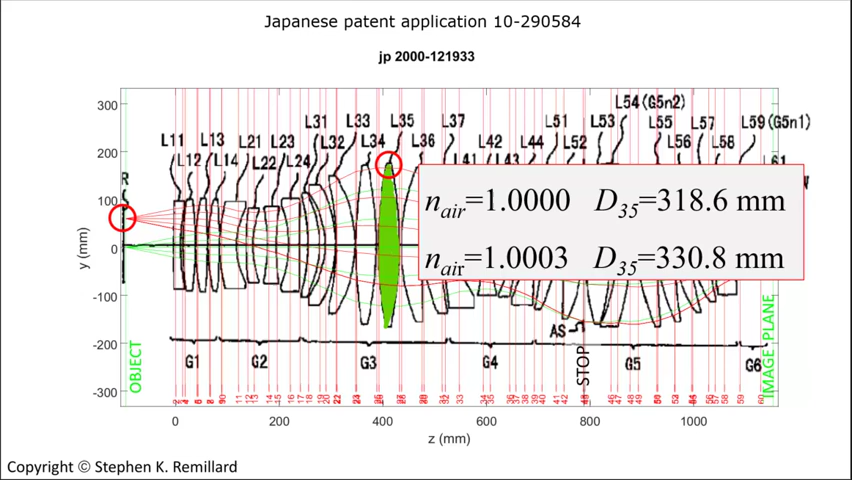 Japanese patent application 10-290584
jp 2000-121933
L54(G5n2)
L31 L33 L35 L37 L51 L53 L55 L57 L59(G5n1)
L11 L13 L21 L23 L32 L34 L36 L42 L44 L52 L56 L58
L12 L14 L22 L24 L41 L43 L61
R
n_air=1.0000 D_35=318.6 mm
n_air=1.0003 D_35=330.8 mm
300
200
100
0
-100
-200
-300
y (mm)
OBJECT
AS
STOP
IMAGE PLANE
G1 G2 G3 G4 G5 G6
0 200 400 600 800 1000
z (mm)
Copyright © Stephen K. Remillard